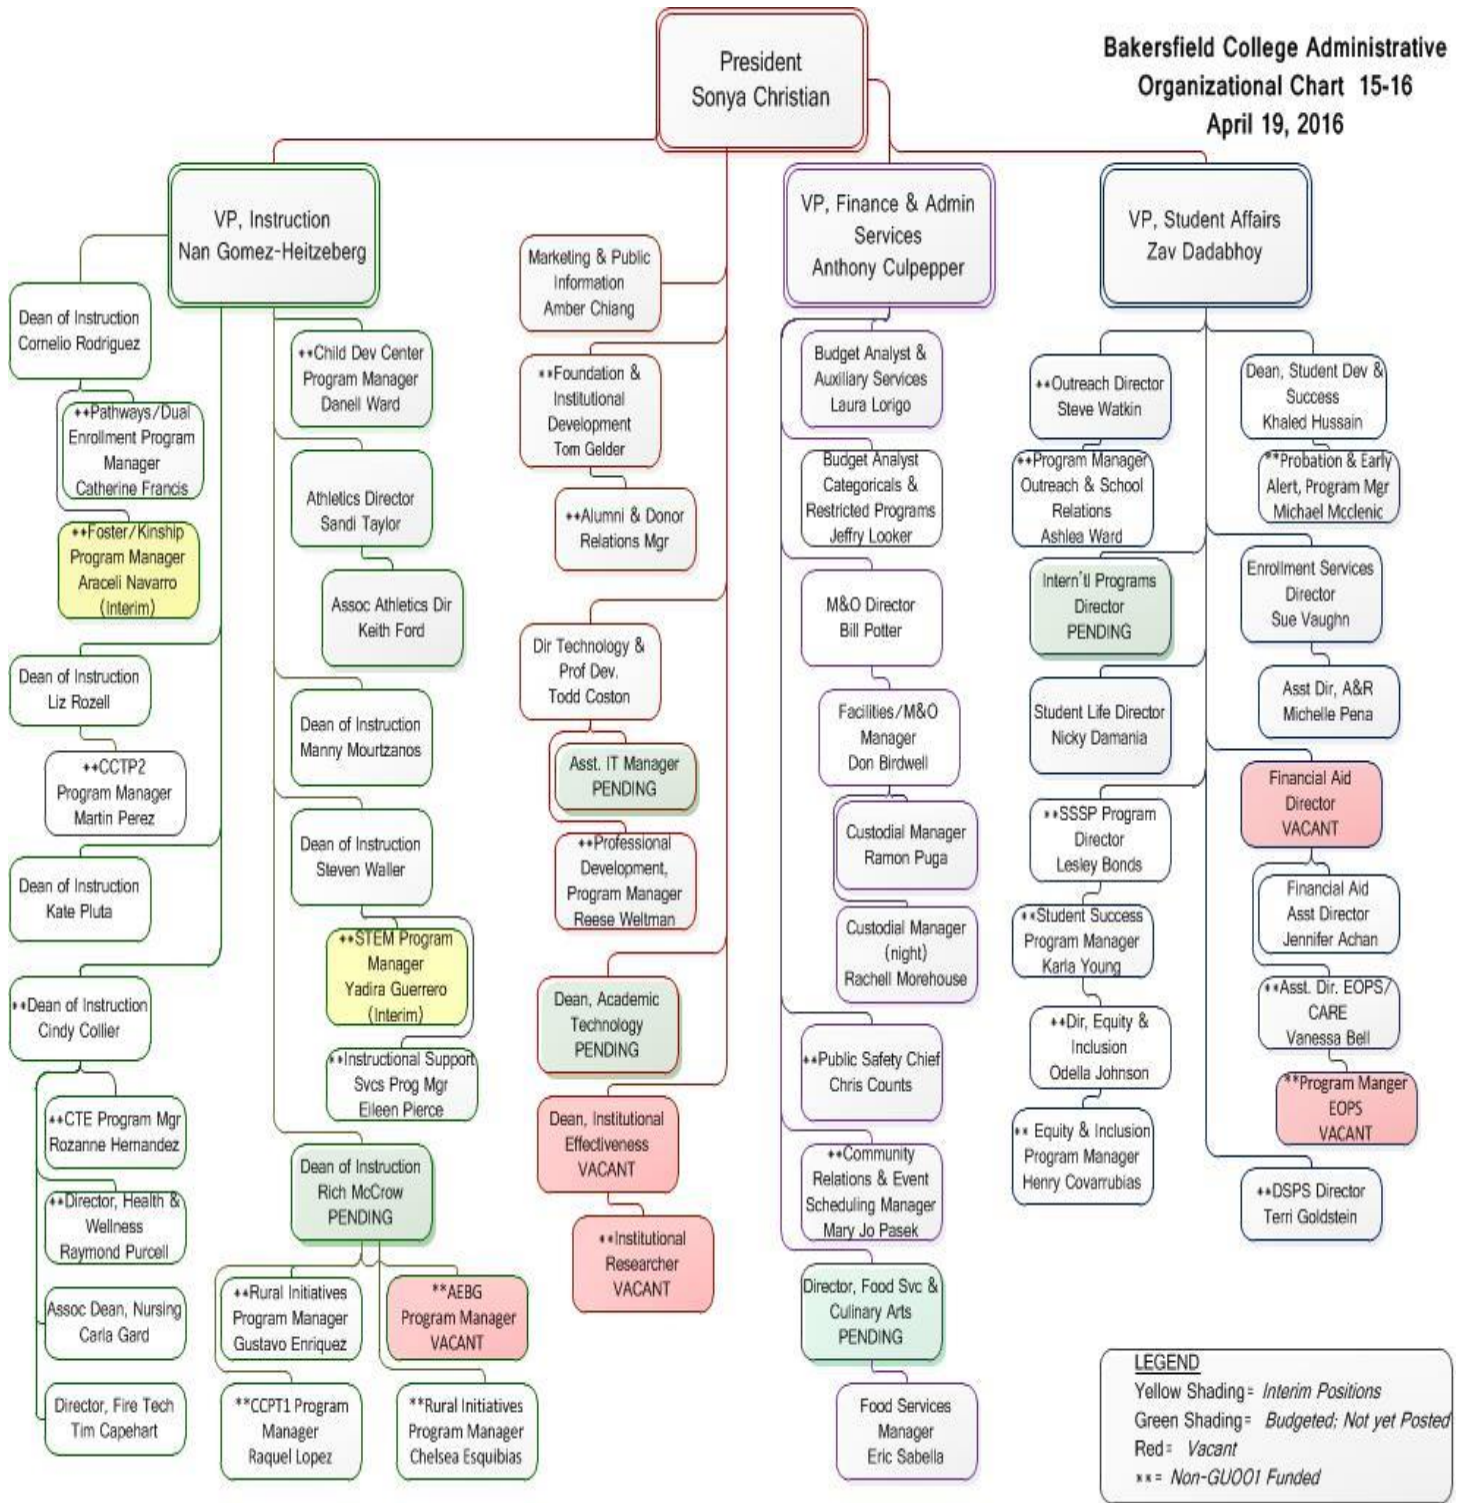 Bakersfield College Administrative
Organizational Chart 15-16
April 19, 2016
President
Sonya Christian
VP, Instruction
Nan Gomez-Heitzeberg
Dean of Instruction
Cornelio Rodriguez
**Pathways/Dual
Enrollment Program
Manager
Catherine Francis
**Foster/Kinship
Program Manager
Araceli Navarro
(Interim)
Dean of Instruction
Liz Rozell
**CCTP2
Program Manager
Martin Perez
Dean of Instruction
Kate Pluta
**Dean of Instruction
Cindy Collier
**CTE Program Mgr
Rozanne Hernandez
**Director, Health &
Wellness
Raymond Purcell
Assoc Dean, Nursing
Carla Gard
Director, Fire Tech
Tim Capehart
**Child Dev Center
Program Manager
Danell Ward
Athletics Director
Sandi Taylor
Assoc Athletics Dir
Keith Ford
Dean of Instruction
Manny Mourtzanos
Dean of Instruction
Steven Waller
**STEM Program
Manager
Yadira Guerrero
(Interim)
**Instructional Support
Svcs Prog Mgr
Eileen Pierce
Dean of Instruction
Rich McCrow
PENDING
**Rural Initiatives
Program Manager
Gustavo Enriquez
**AEBG
Program Manager
VACANT
**CCPT1 Program
Manager
Raquel Lopez
**Rural Initiatives
Program Manager
Chelsea Esquibias
Marketing & Public
Information
Amber Chiang
**Foundation &
Institutional
Development
Tom Gelder
**Alumni & Donor
Relations Mgr
Dir Technology &
Prof Dev.
Todd Coston
Asst. IT Manager
PENDING
**Professional
Development,
Program Manager
Reese Weltman
Dean, Academic
Technology
PENDING
Dean, Institutional
Effectiveness
VACANT
**Institutional
Researcher
VACANT
VP, Finance & Admin
Services
Anthony Culpepper
Budget Analyst &
Auxiliary Services
Laura Lorigo
Budget Analyst
Categoricals &
Restricted Programs
Jeffry Looker
M&O Director
Bill Potter
Facilities/M&O
Manager
Don Birdwell
Custodial Manager
Ramon Puga
Custodial Manager
(night)
Rachell Morehouse
**Public Safety Chief
Chris Counts
**Community
Relations & Event
Scheduling Manager
Mary Jo Pasek
Director, Food Svc &
Culinary Arts
PENDING
Food Services
Manager
Eric Sabella
VP, Student Affairs
Zav Dadabhoy
**Outreach Director
Steve Watkin
**Program Manager
Outreach & School
Relations
Ashlea Ward
Intern'tl Programs
Director
PENDING
Student Life Director
Nicky Damania
**SSSP Program
Director
Lesley Bonds
**Student Success
Program Manager
Karla Young
**Dir, Equity &
Inclusion
Odella Johnson
** Equity & Inclusion
Program Manager
Henry Covarrubias
Dean, Student Dev &
Success
Khaled Hussain
**Probation & Early
Alert, Program Mgr
Michael Mcclenic
Enrollment Services
Director
Sue Vaughn
Asst Dir, A&R
Michelle Pena
Financial Aid
Director
VACANT
Financial Aid
Asst Director
Jennifer Achan
**Asst. Dir. EOPS/
CARE
Vanessa Bell
**Program Manger
EOPS
VACANT
**DSPS Director
Terri Goldstein
LEGEND
Yellow Shading= Interim Positions
Green Shading= Budgeted; Not yet Posted
Red= Vacant
**= Non-GU001 Funded